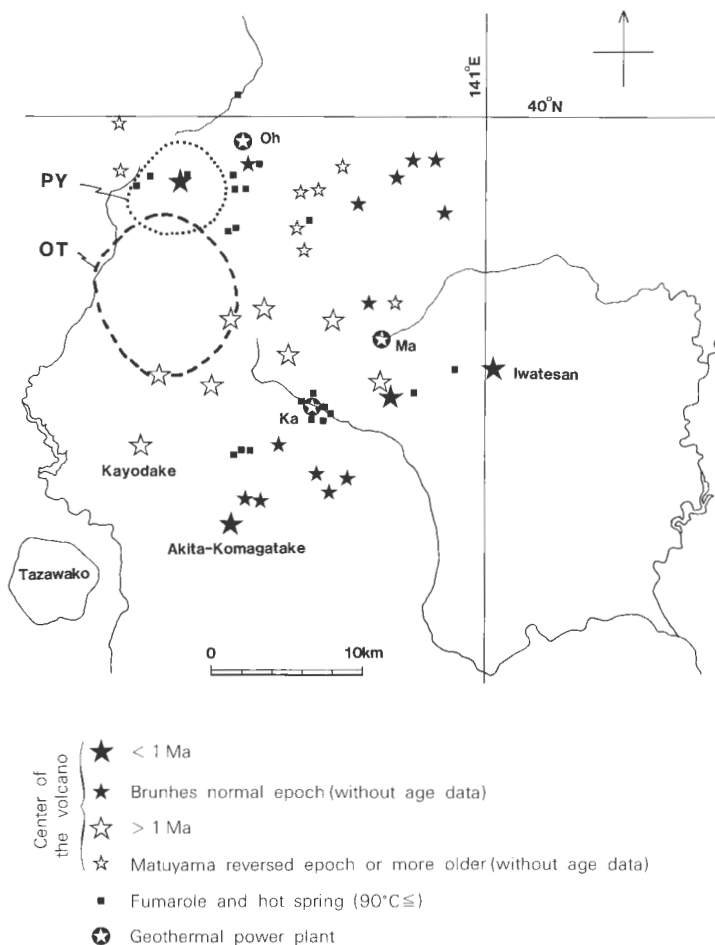 141°E
40°N
Oh
PY
OT
Ma
Iwatesan
Ka
Kayodake
Akita-Komagatake
Tazawako
0 10km
Center of
the volcano
< 1 Ma
Brunhes normal epoch (without age data)
> 1 Ma
Matuyama reversed epoch or more older (without age data)
Fumarole and hot spring (90°C≦)
Geothermal power plant